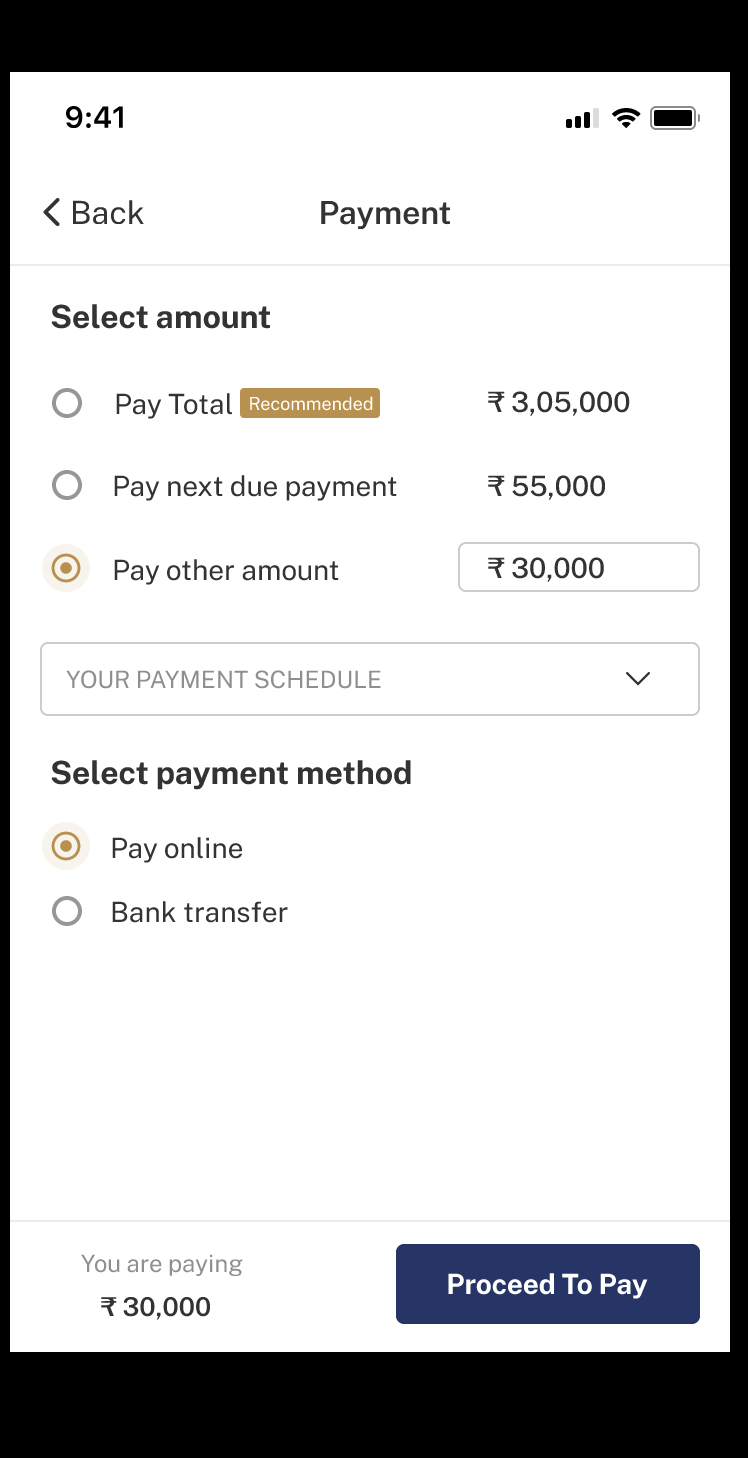 9:41
Back
Payment
Select amount
Pay Total Recommended ₹ 3,05,000
Pay next due payment ₹ 55,000
Pay other amount ₹ 30,000
YOUR PAYMENT SCHEDULE
Select payment method
Pay online
Bank transfer
You are paying
₹ 30,000
Proceed To Pay